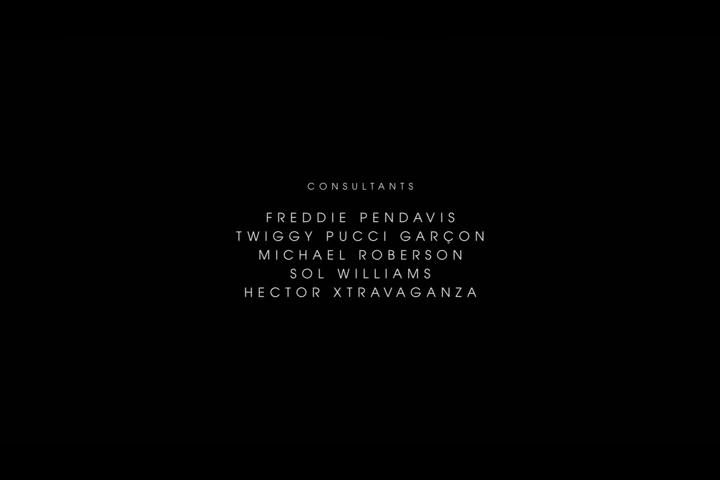 CONSULTANTS
FREDDIE PENDAVIS
TWIGGY PUCCI GARÇON
MICHAEL ROBERSON
SOL WILLIAMS
HECTOR XTRAVAGANZA